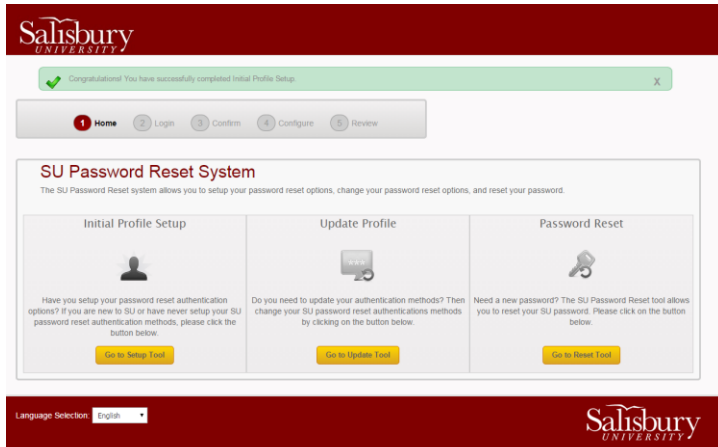 Salisbury
UNIVERSITY
Congratulations! You have successfully completed Initial Profile Setup.
X
1 Home 2 Login 3 Confirm 4 Configure 5 Review
SU Password Reset System
The SU Password Reset system allows you to setup your password reset options, change your password reset options, and reset your password.
Initial Profile Setup
Have you setup your password reset authentication
options? If you are new to SU or have never setup your SU
password reset authentication methods, please click the
button below.
Go to Setup Tool
Update Profile
***
Do you need to update your authentication methods? Then
change your SU password reset authentications methods
by clicking on the button below.
Go to Update Tool
Password Reset
Need a new password? The SU Password Reset tool allows
you to reset your SU password. Please click on the button
below.
Go to Reset Tool
Language Selection: English
Salisbury
UNIVERSITY